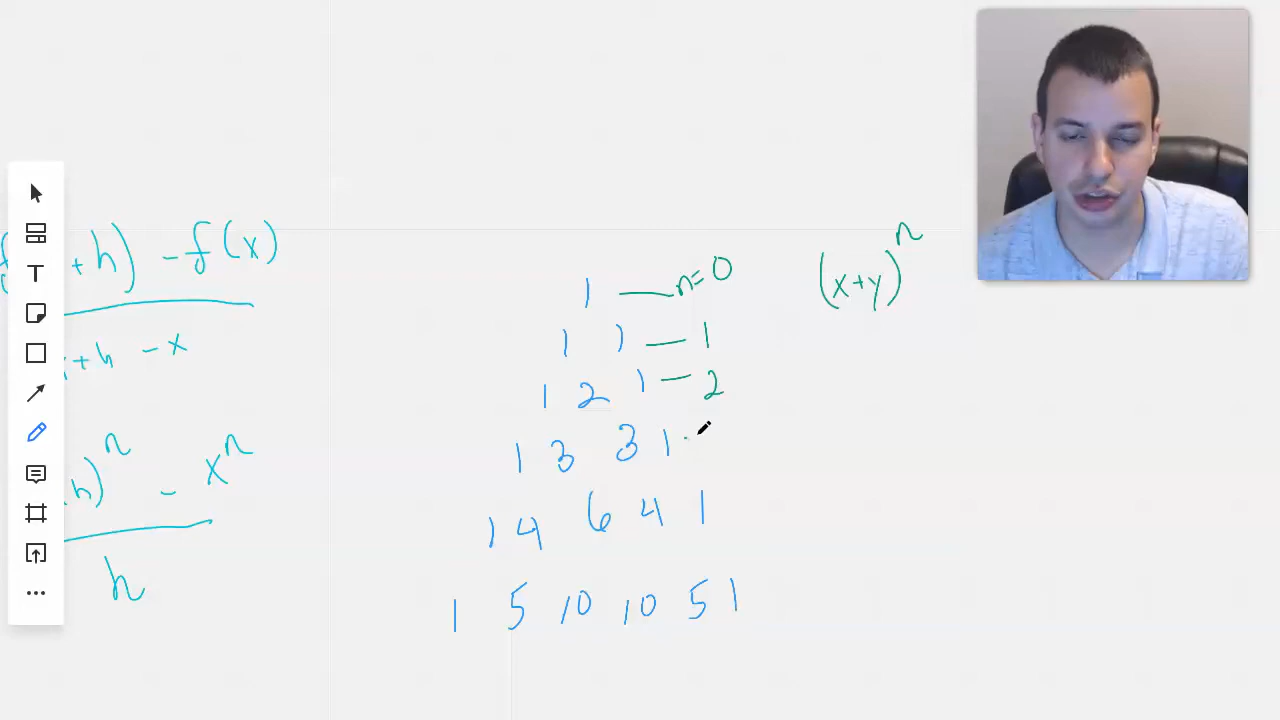 f(x+h) - f(x)
x+h - x
h)ⁿ - xⁿ
h
1 — n=0
1 1 — 1
1 2 1 — 2
1 3 3 1
1 4 6 4 1
1 5 10 10 5 1
(x+y)ⁿ
T